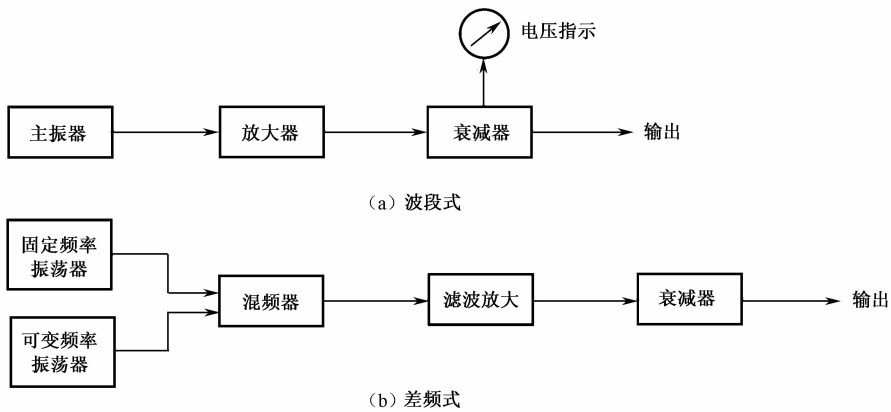 电压指示
主振器
放大器
衰减器
输出
（a）波段式
固定频率
振荡器
混频器
滤波放大
衰减器
输出
可变频率
振荡器
（b）差频式